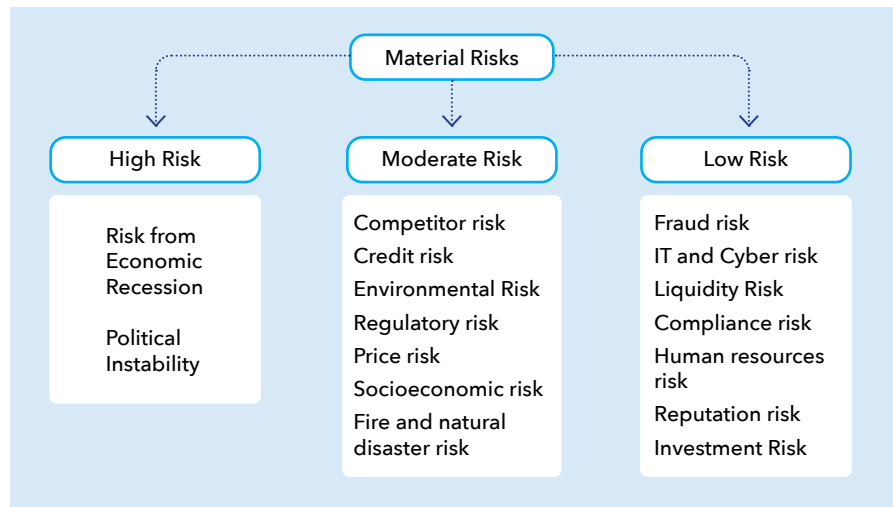 Material Risks
High Risk
Moderate Risk
Low Risk
Risk from
Economic
Recession
Political
Instability
Competitor risk
Credit risk
Environmental Risk
Regulatory risk
Price risk
Socioeconomic risk
Fire and natural
disaster risk
Fraud risk
IT and Cyber risk
Liquidity Risk
Compliance risk
Human resources
risk
Reputation risk
Investment Risk